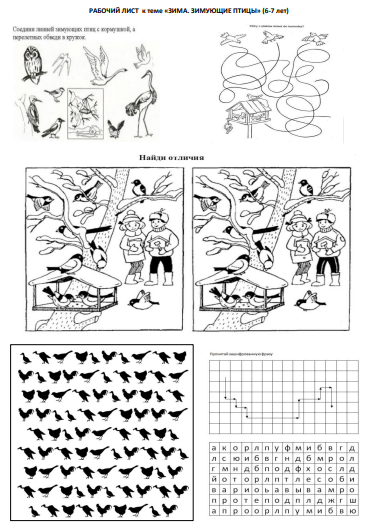 РАБОЧИЙ ЛИСТ к теме «ЗИМА. ЗИМУЮЩИЕ ПТИЦЫ» (6-7 лет)
Соедини линией зимующих птиц с кормушкой, а
перелетных обведи в кружок.
Найди отличия
Прочитай зашифрованную фразу
а к о р л п у ф м и б в г д
л с ю и б в г н д б м р о л
г м н д б п о д ф х о с л д
й о т о р л п т л е с о б и
в а р и о ь а в ы в а м р о
п р о т е п о д п л д ж г ш
а п р о о р л п у м и б в ю